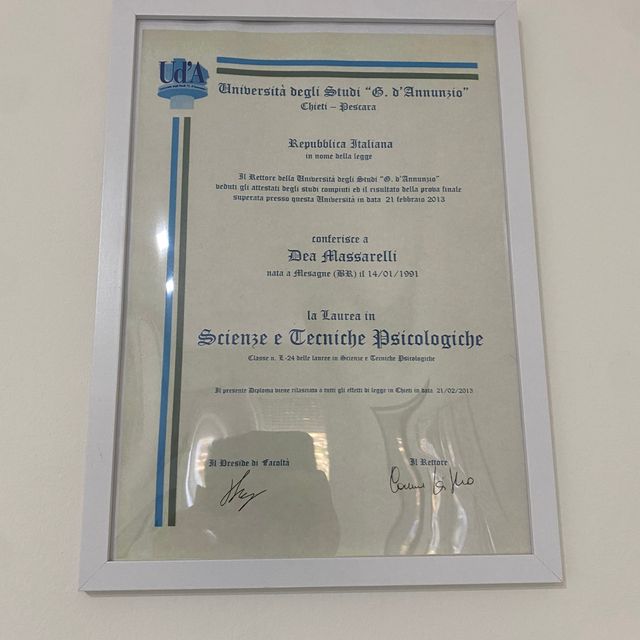 Ud'A
Università degli Studi "G. d'Annunzio"
Chieti – Pescara
Repubblica Italiana
in nome della legge
Il Rettore della Università degli Studi "G. d'Annunzio"
veduti gli attestati degli studi compiuti ed il risultato della prova finale
superata presso questa Università in data 21 febbraio 2013
conferisce a
Dea Massarelli
nata a Mesagne (BR) il 14/01/1991
la Laurea in
Scienze e Tecniche Psicologiche
Classe n. L-24 delle lauree in Scienze e Tecniche Psicologiche
Il presente Diploma viene rilasciato a tutti gli effetti di legge in Chieti in data 21/02/2013
Il Preside di Facoltà
Il Rettore